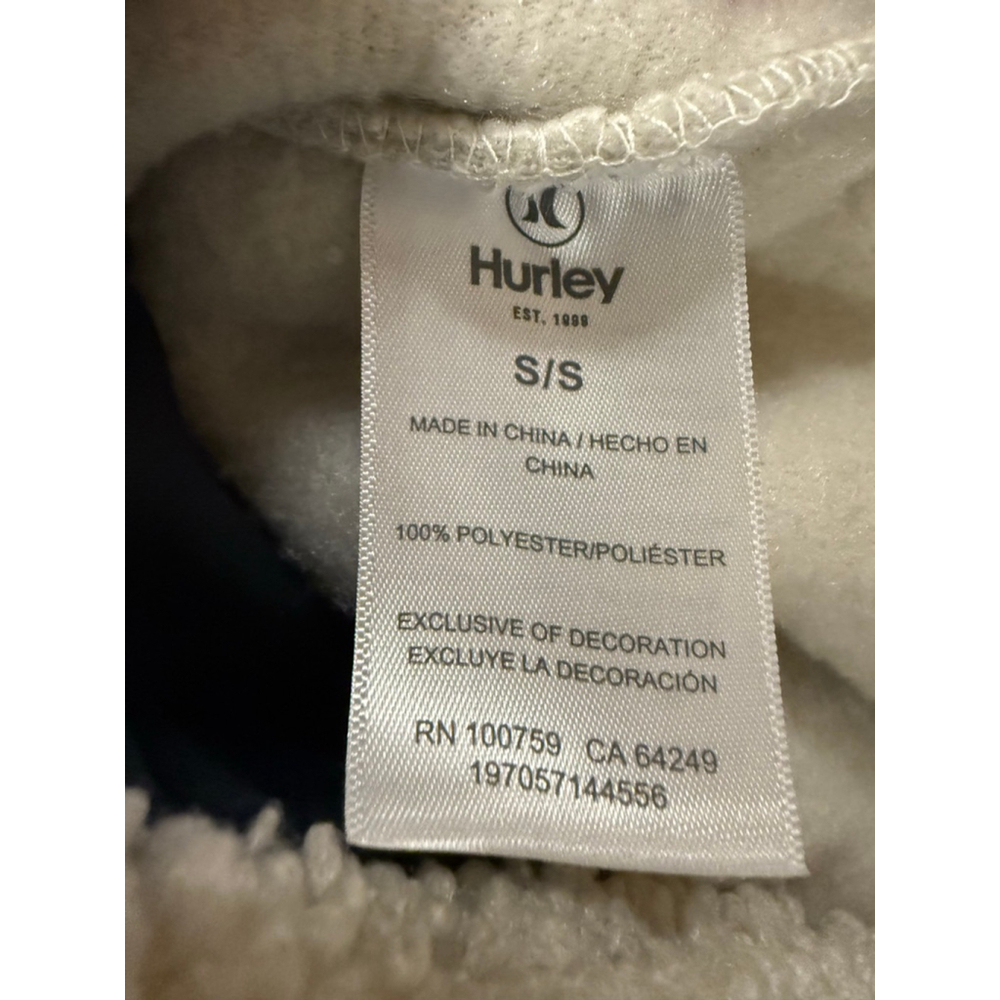 Hurley
EST. 1999
S/S
MADE IN CHINA / HECHO EN
CHINA
100% POLYESTER/POLIÉSTER
EXCLUSIVE OF DECORATION
EXCLUYE LA DECORACIÓN
RN 100759 CA 64249
197057144556